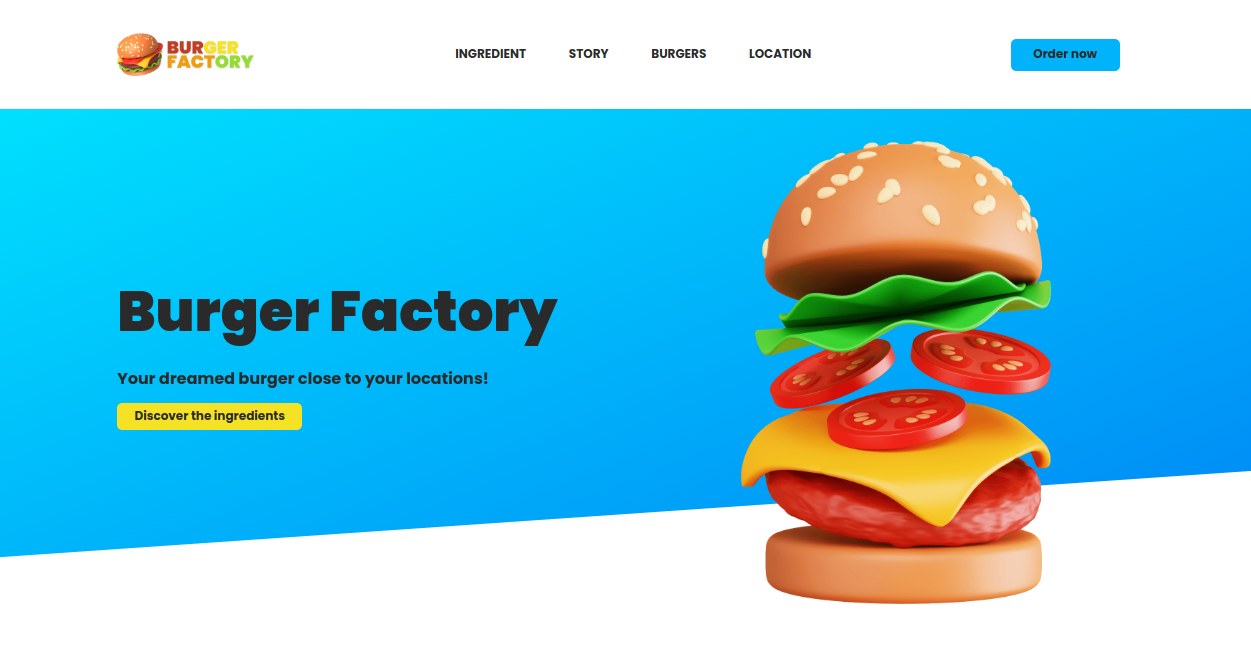 BURGER
FACTORY
INGREDIENT
STORY
BURGERS
LOCATION
Order now
Burger Factory
Your dreamed burger close to your locations!
Discover the ingredients